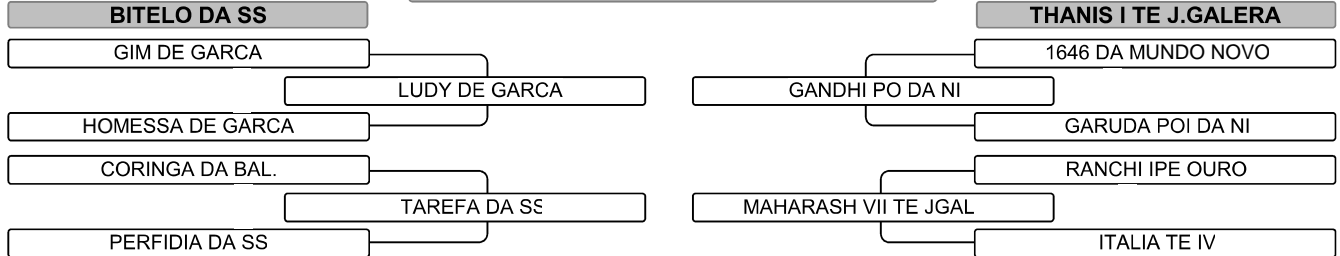 BITELO DA SS
THANIS I TE J.GALERA
GIM DE GARCA
1646 DA MUNDO NOVO
LUDY DE GARCA
GANDHI PO DA NI
HOMESSA DE GARCA
GARUDA POI DA NI
CORINGA DA BAL.
RANCHI IPE OURO
TAREFA DA SS
MAHARASH VII TE JGAL
PERFIDIA DA SS
ITALIA TE IV